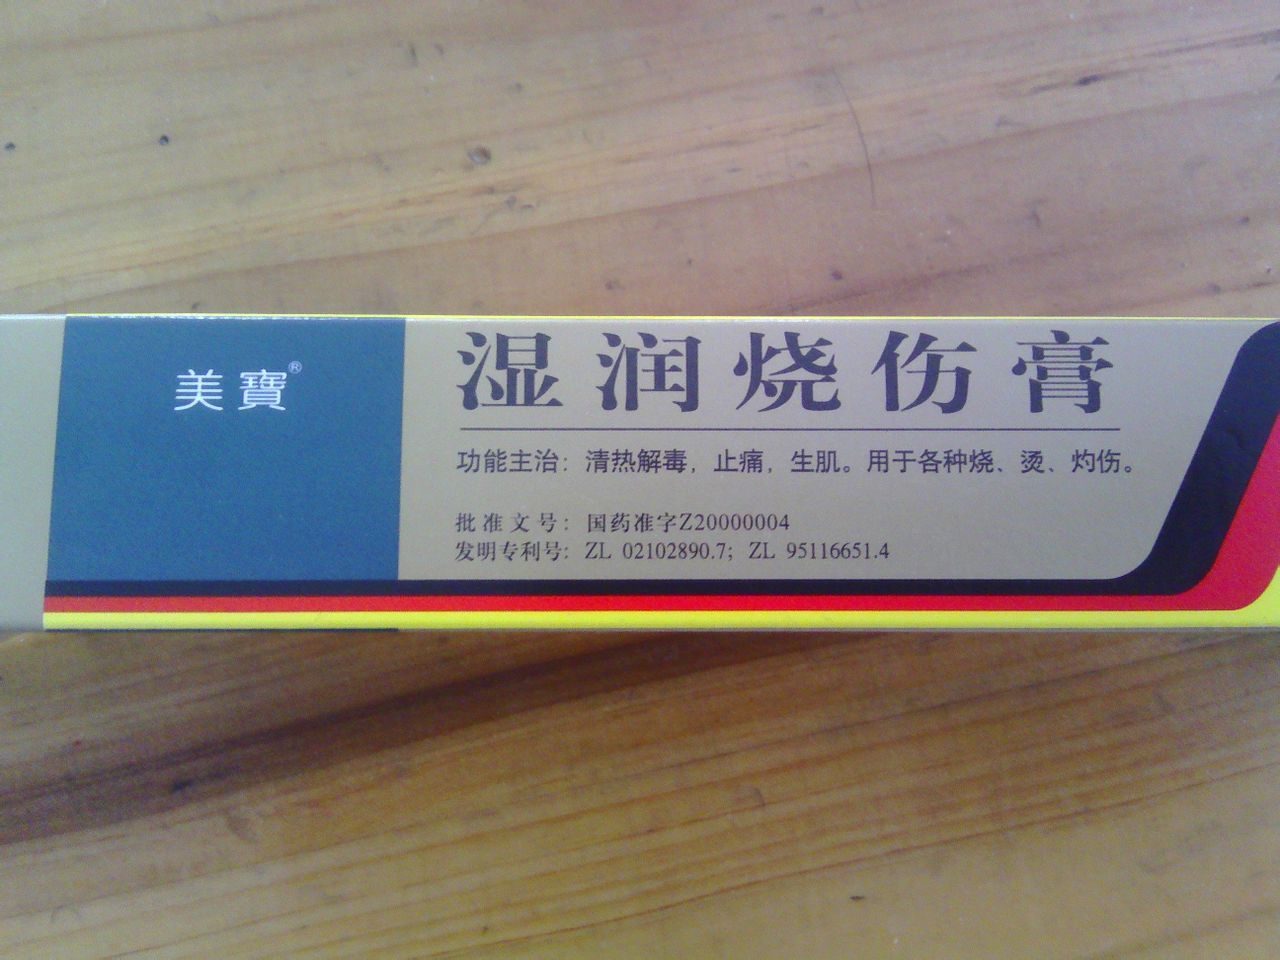 美寶®
湿润烧伤膏
功能主治：清热解毒，止痛，生肌。用于各种烧、烫、灼伤。
批准文号：国药准字Z20000004
发明专利号：ZL 02102890.7；ZL 95116651.4